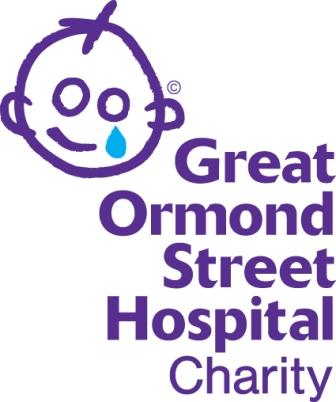 ©
Great
Ormond
Street
Hospital
Charity